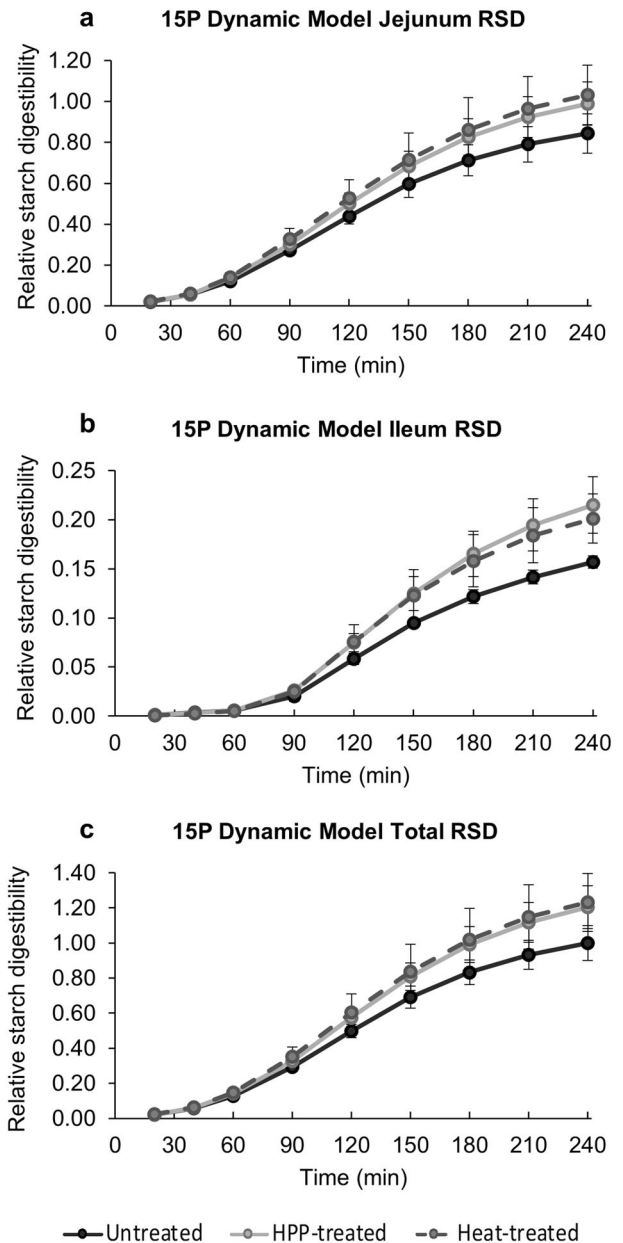 a
15P Dynamic Model Jejunum RSD
Relative starch digestibility
1.20
1.00
0.80
0.60
0.40
0.20
0.00
0 30 60 90 120 150 180 210 240
Time (min)
b
15P Dynamic Model Ileum RSD
Relative starch digestibility
0.25
0.20
0.15
0.10
0.05
0.00
0 30 60 90 120 150 180 210 240
Time (min)
c
15P Dynamic Model Total RSD
Relative starch digestibility
1.40
1.20
1.00
0.80
0.60
0.40
0.20
0.00
0 30 60 90 120 150 180 210 240
Time (min)
Untreated HPP-treated Heat-treated